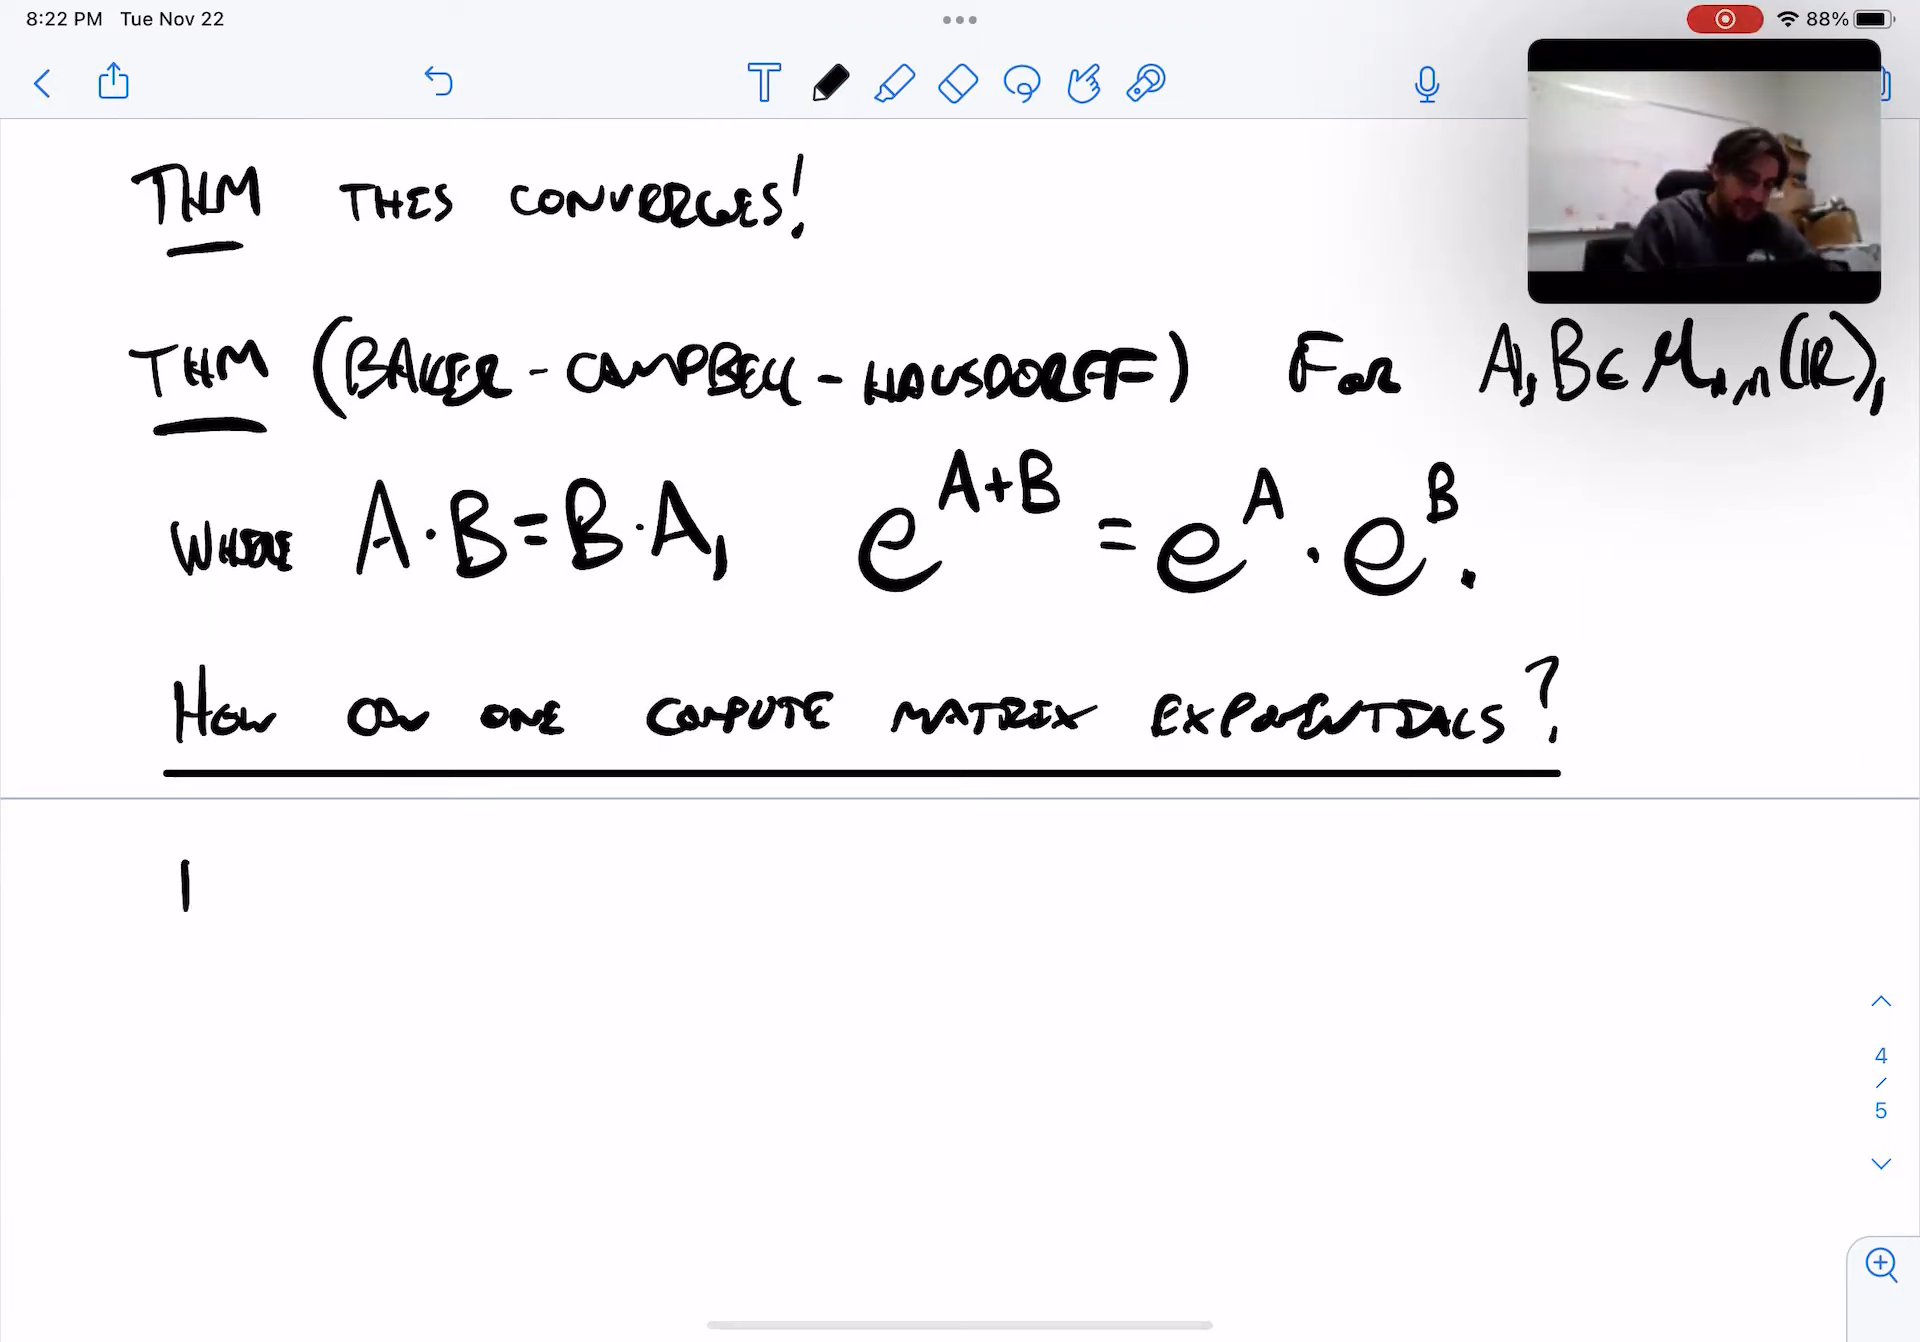 8:22 PM Tue Nov 22
88%
THM THIS CONVERGES!
THM (BAKER-CAMPBELL-HAUSDORFF) FOR A, B ∈ M_{n,n}(ℝ),
WHERE A·B=B·A, e^{A+B} = e^A · e^B.
HOW CAN ONE COMPUTE MATRIX EXPONENTIALS?
4
/
5